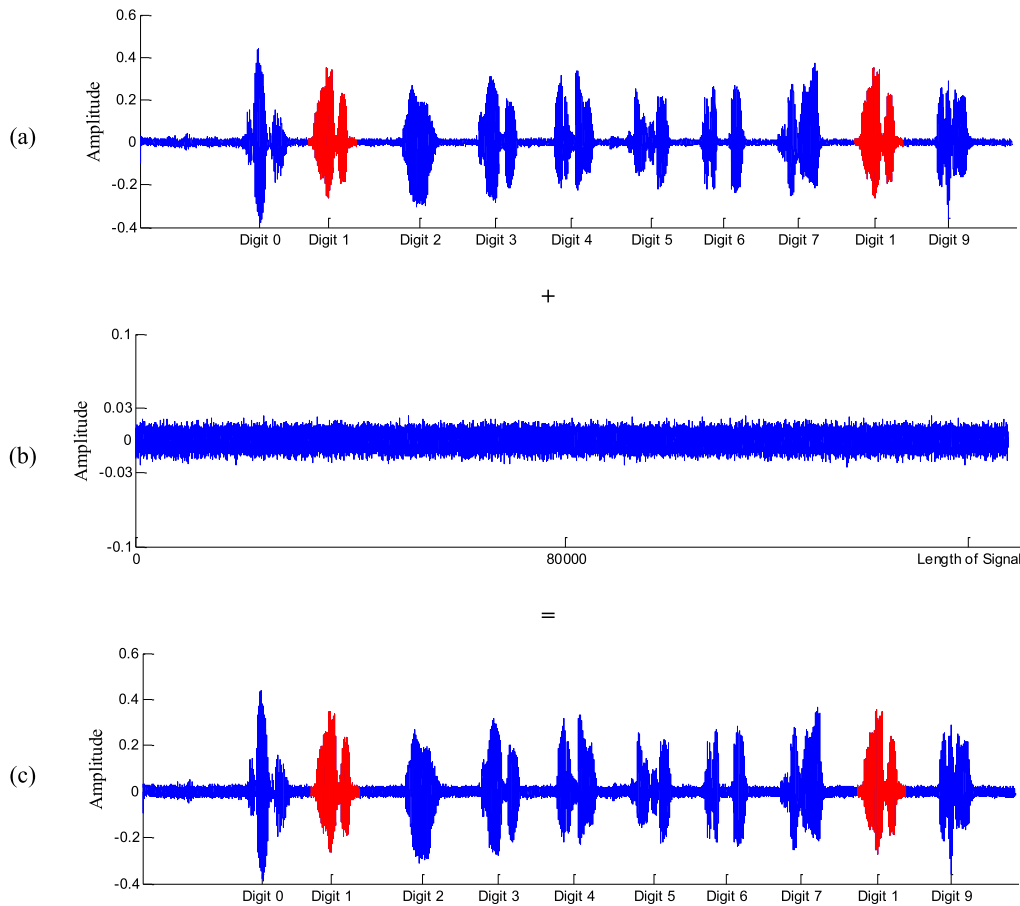 (a)
Amplitude
0.6
0.4
0.2
0
-0.2
-0.4
Digit 0 Digit 1 Digit 2 Digit 3 Digit 4 Digit 5 Digit 6 Digit 7 Digit 1 Digit 9
+
(b)
Amplitude
0.1
0.03
0
-0.03
-0.1
0 80000 Length of Signal
=
(c)
Amplitude
0.6
0.4
0.2
0
-0.2
-0.4
Digit 0 Digit 1 Digit 2 Digit 3 Digit 4 Digit 5 Digit 6 Digit 7 Digit 1 Digit 9